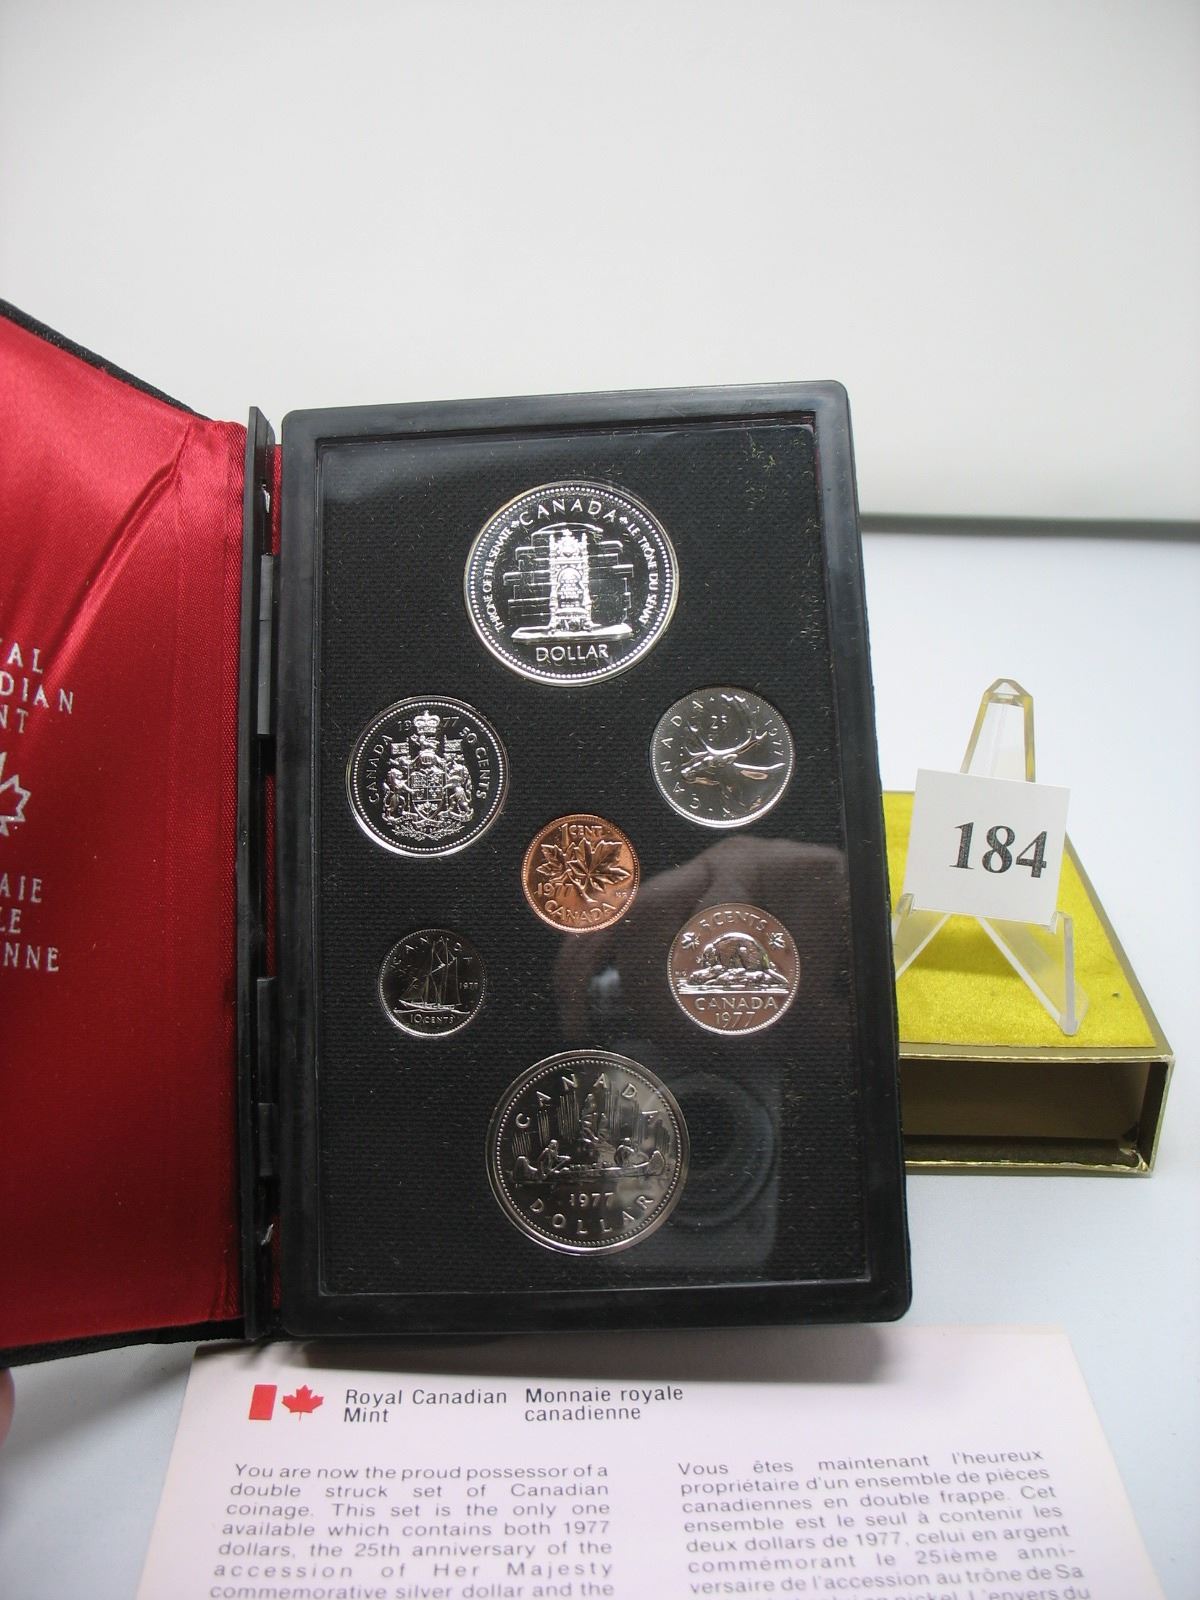 CANADA
THRONE OF THE SENATE
LE TRÔNE DU SÉNAT
DOLLAR
CANADA 1977 50 CENTS
CANADA 1977
1 CENT
1977
CANADA
CANADA
1977
10 CENTS
5 CENTS
CANADA
1977
CANADA
1977
DOLLAR
184
AL
DIAN
NT
AIE
LE
ENNE
Royal Canadian
Mint
Monnaie royale
canadienne
You are now the proud possessor of a
double struck set of Canadian
coinage. This set is the only one
available which contains both 1977
dollars, the 25th anniversary of the
accession of Her Majesty
commemorative silver dollar and the
Vous êtes maintenant l'heureux
propriétaire d'un ensemble de pièces
canadiennes en double frappe. Cet
ensemble est le seul à contenir les
deux dollars de 1977, celui en argent
commémorant le 25ième anni-
versaire de l'accession au trône de Sa
nickel. L'envers du